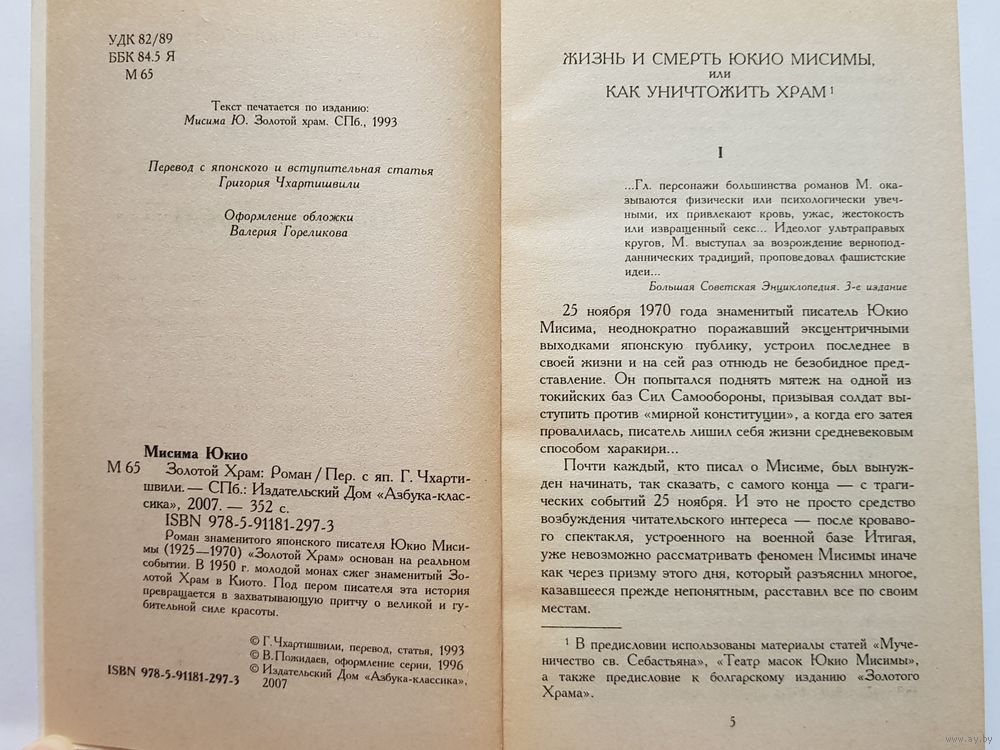 УДК 82/89
ББК 84.5 Я
М 65
Текст печатается по изданию:
Мисима Ю. Золотой храм. СПб., 1993
Перевод с японского и вступительная статья
Григория Чхартишвили
Оформление обложки
Валерия Гореликова
Мисима Юкио
М 65 Золотой Храм: Роман / Пер. с яп. Г. Чхарти-
швили. — СПб.: Издательский Дом «Азбука-клас-
сика», 2007. — 352 с.
ISBN 978-5-91181-297-3
Роман знаменитого японского писателя Юкио Миси-
мы (1925—1970) «Золотой Храм» основан на реальном
событии. В 1950 г. молодой монах сжег знаменитый Зо-
лотой Храм в Киото. Под пером писателя эта история
превращается в захватывающую притчу о великой и гу-
бительной силе красоты.
© Г. Чхартишвили, перевод, статья, 1993
© В. Пожидаев, оформление серии, 1996
© Издательский Дом «Азбука-классика»,
2007
ISBN 978-5-91181-297-3
ЖИЗНЬ И СМЕРТЬ ЮКИО МИСИМЫ,
ИЛИ
КАК УНИЧТОЖИТЬ ХРАМ¹
I
...Гл. персонажи большинства романов М. ока-
зываются физически или психологически увеч-
ными, их привлекают кровь, ужас, жестокость
или извращенный секс... Идеолог ультраправых
кругов, М. выступал за возрождение верноподд-
даннических традиций, проповедовал фашистские
идеи...
Большая Советская Энциклопедия. 3-е издание
25 ноября 1970 года знаменитый писатель Юкио
Мисима, неоднократно поражавший эксцентричными
выходками японскую публику, устроил последнее в
своей жизни и на сей раз отнюдь не безобидное пред-
ставление. Он попытался поднять мятеж на одной из
токийских баз Сил Самообороны, призывая солдат вы-
ступить против «мирной конституции», а когда его затея
провалилась, писатель лишил себя жизни средневековым
способом харакири...
Почти каждый, кто писал о Мисиме, был вынуж-
ден начинать, так сказать, с самого конца — с траги-
ческих событий 25 ноября. И это не просто средство
возбуждения читательского интереса — после кроваво-
го спектакля, устроенного на военной базе Итигая,
уже невозможно рассматривать феномен Мисимы иначе
как через призму этого дня, который разъяснил многое,
казавшееся прежде непонятным, расставил все по своим
местам.
¹ В предисловии использованы материалы статей «Муче-
ничество св. Себастьяна», «Театр масок Юкио Мисимы»,
а также предисловие к болгарскому изданию «Золотого
Храма».
5
www.ay.by